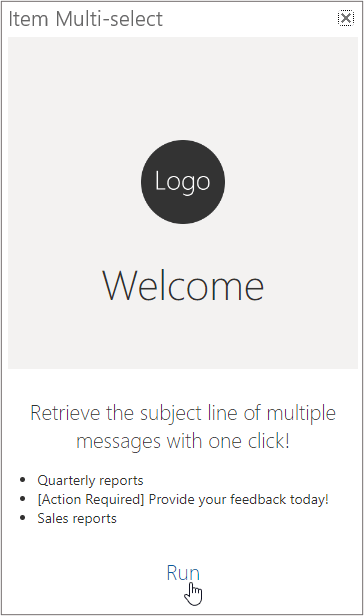 Item Multi-select
Logo
Welcome
Retrieve the subject line of multiple
messages with one click!
• Quarterly reports
• [Action Required] Provide your feedback today!
• Sales reports
Run